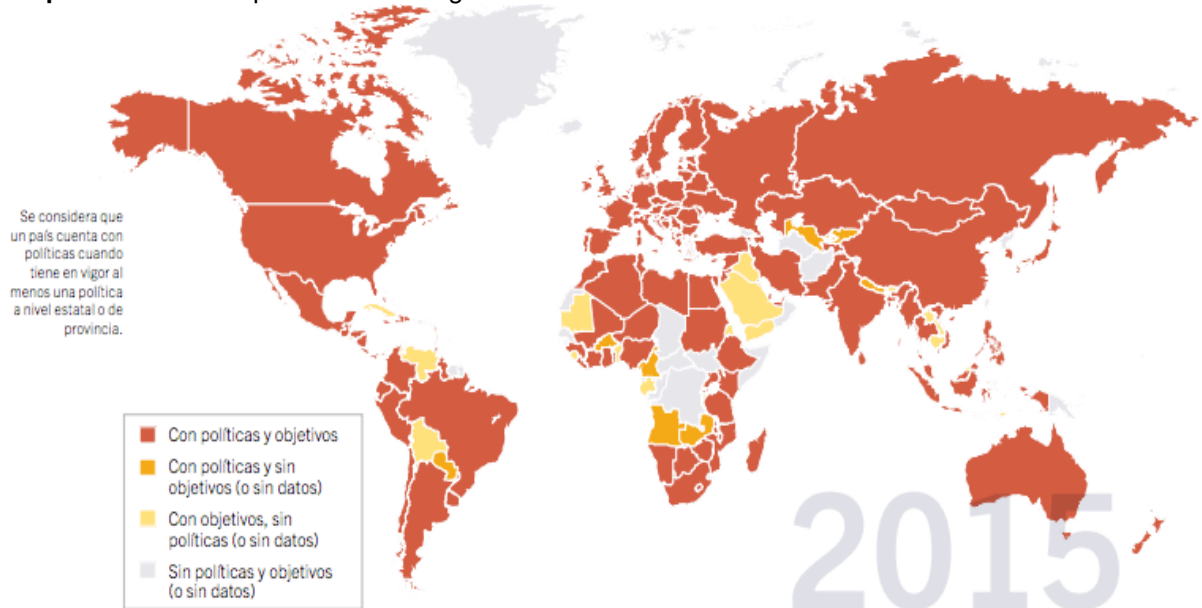 Se considera que
un país cuenta con
políticas cuando
tiene en vigor al
menos una política
a nivel estatal o de
provincia.
Con políticas y objetivos
Con políticas y sin
objetivos (o sin datos)
Con objetivos, sin
políticas (o sin datos)
Sin políticas y objetivos
(o sin datos)
2015